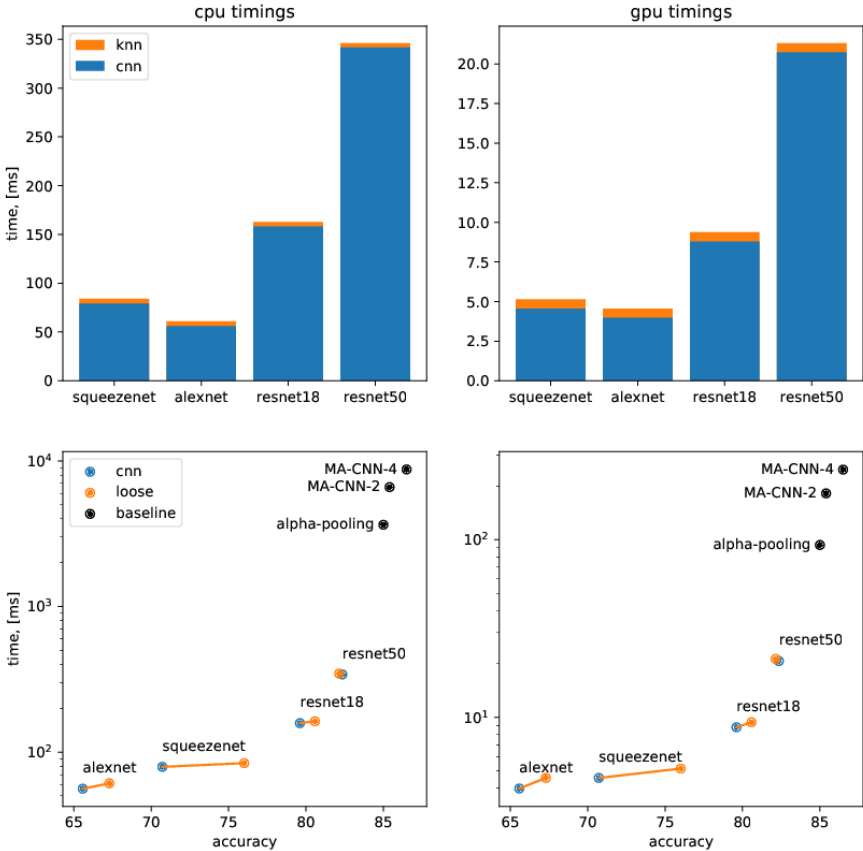 cpu timings
350
300
250
200
150
100
50
0
time, [ms]
knn
cnn
squeezenet
alexnet
resnet18
resnet50
gpu timings
20.0
17.5
15.0
12.5
10.0
7.5
5.0
2.5
0.0
squeezenet
alexnet
resnet18
resnet50
10^4
10^3
10^2
time, [ms]
cnn
loose
baseline
MA-CNN-4
MA-CNN-2
alpha-pooling
resnet50
resnet18
squeezenet
alexnet
65
70
75
80
85
accuracy
10^2
10^1
MA-CNN-4
MA-CNN-2
alpha-pooling
resnet50
resnet18
squeezenet
alexnet
65
70
75
80
85
accuracy